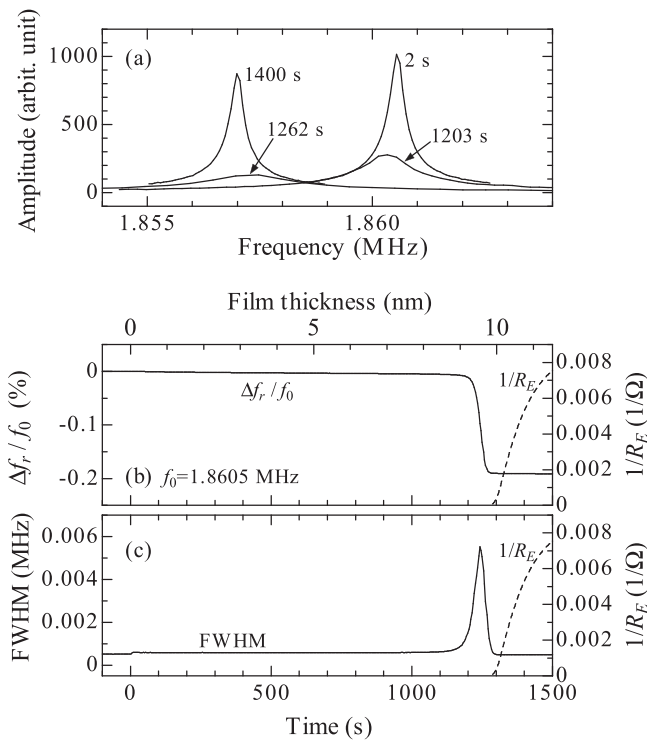 (a)
1400 s
2 s
1262 s
1203 s
Amplitude (arbit. unit)
1000
500
0
1.855
1.860
Frequency (MHz)
Film thickness (nm)
0
5
10
Δf_r / f_0 (%)
0
-0.1
-0.2
Δf_r / f_0
1/R_E
(b) f_0=1.8605 MHz
0.008
0.006
0.004
0.002
0
1/R_E (1/Ω)
FWHM (MHz)
0.006
0.004
0.002
0
(c)
1/R_E
FWHM
0.008
0.006
0.004
0.002
0
1/R_E (1/Ω)
0
500
1000
1500
Time (s)